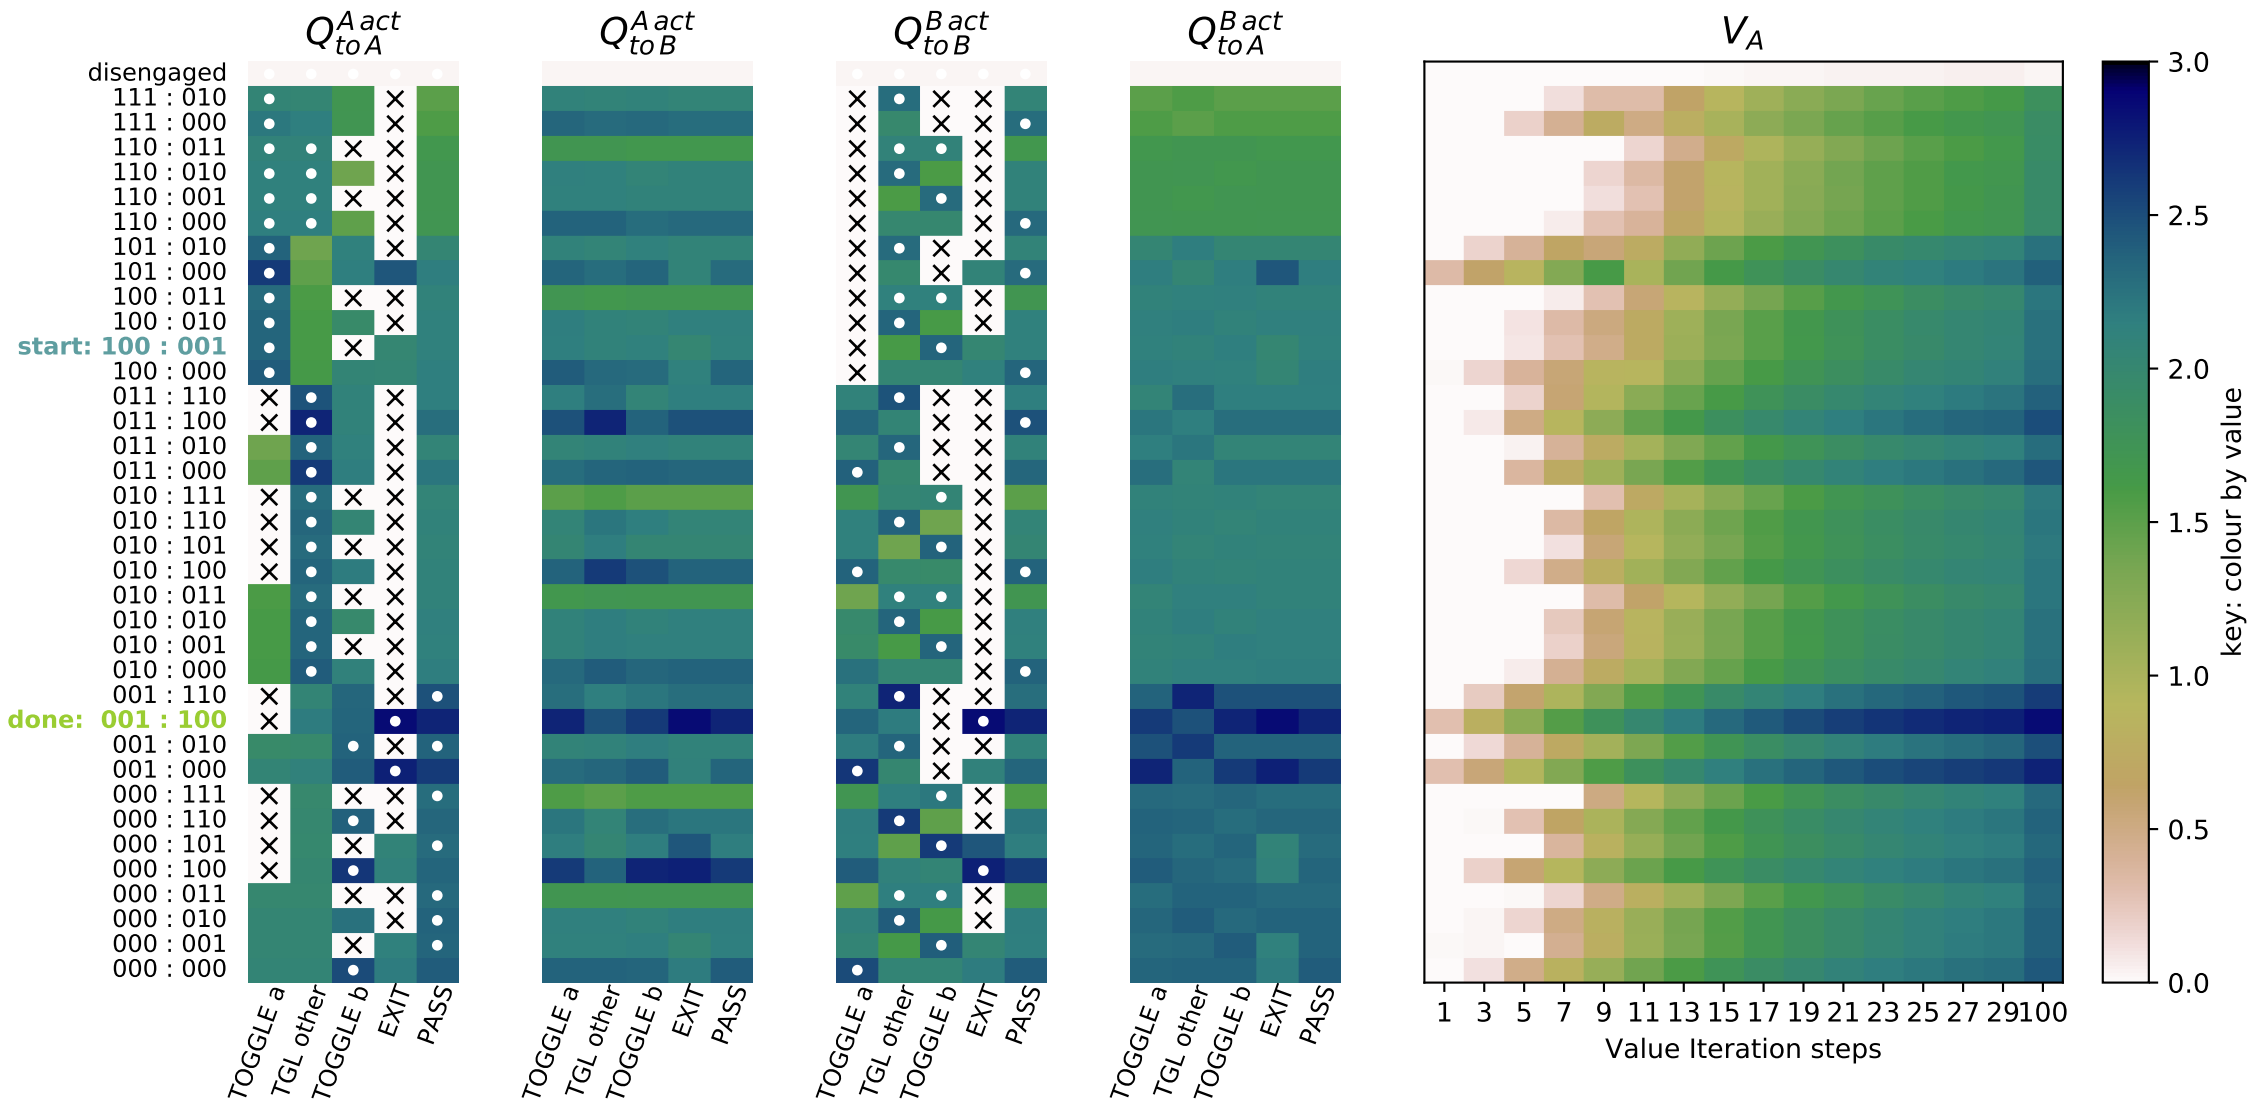 Q^{A act}_{to A} Q^{A act}_{to B} Q^{B act}_{to B} Q^{B act}_{to A} V_A
disengaged
111 : 010
111 : 000
110 : 011
110 : 010
110 : 001
110 : 000
101 : 010
101 : 000
100 : 011
100 : 010
start: 100 : 001
100 : 000
011 : 110
011 : 100
011 : 010
011 : 000
010 : 111
010 : 110
010 : 101
010 : 100
010 : 011
010 : 010
010 : 001
010 : 000
001 : 110
done: 001 : 100
001 : 010
001 : 000
000 : 111
000 : 110
000 : 101
000 : 100
000 : 011
000 : 010
000 : 001
000 : 000
TOGGLE a
TGL other
TOGGLE b
EXIT
PASS
TOGGLE a
TGL other
TOGGLE b
EXIT
PASS
TOGGLE a
TGL other
TOGGLE b
EXIT
PASS
TOGGLE a
TGL other
TOGGLE b
EXIT
PASS
1 3 5 7 9 11 13 15 17 19 21 23 25 27 29 100
Value Iteration steps
3.0
2.5
2.0
1.5
1.0
0.5
0.0
key: colour by value